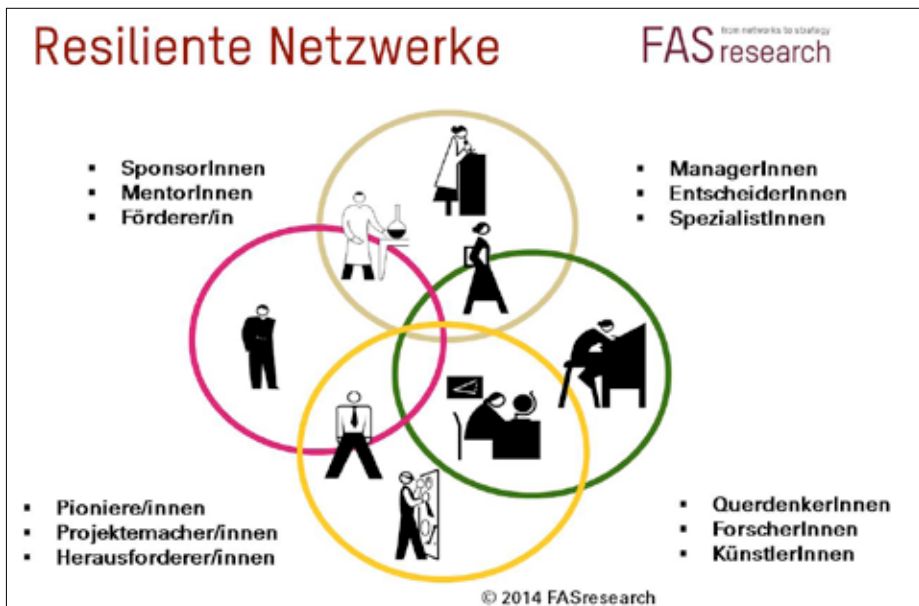 Resiliente Netzwerke
from networks to strategy
FAS research
▪ SponsorInnen
▪ MentorInnen
▪ Förderer/in
▪ ManagerInnen
▪ EntscheiderInnen
▪ SpezialistInnen
▪ Pioniere/innen
▪ Projektemacher/innen
▪ Herausforderer/innen
▪ QuerdenkerInnen
▪ ForscherInnen
▪ KünstlerInnen
© 2014 FASresearch